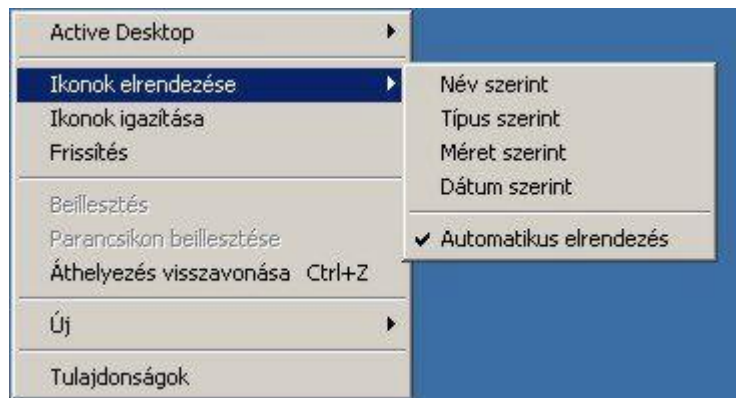 Active Desktop
Ikonok elrendezése
Ikonok igazítása
Frissítés
Beillesztés
Parancsikon beillesztése
Áthelyezés visszavonása Ctrl+Z
Új
Tulajdonságok
Név szerint
Típus szerint
Méret szerint
Dátum szerint
Automatikus elrendezés